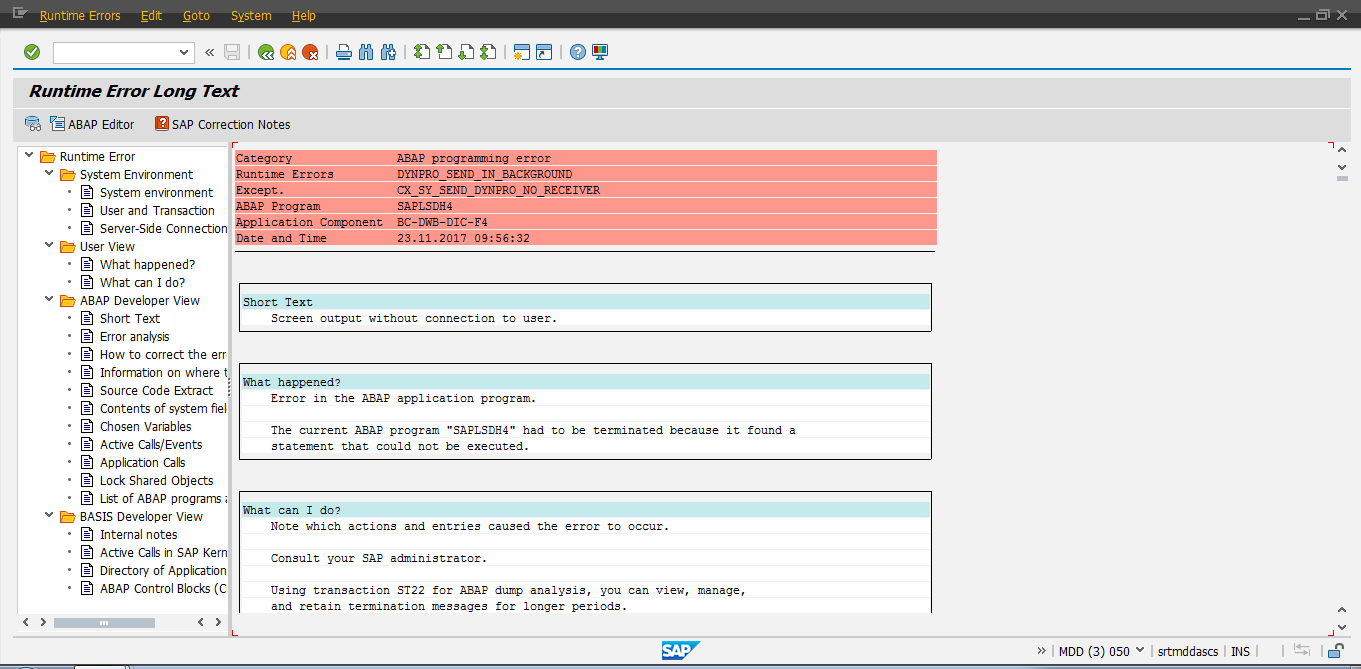 Runtime Errors Edit Goto System Help
Runtime Error Long Text
ABAP Editor SAP Correction Notes
Runtime Error
System Environment
System environment
User and Transaction
Server-Side Connection
User View
What happened?
What can I do?
ABAP Developer View
Short Text
Error analysis
How to correct the err
Information on where t
Source Code Extract
Contents of system fiel
Chosen Variables
Active Calls/Events
Application Calls
Lock Shared Objects
List of ABAP programs a
BASIS Developer View
Internal notes
Active Calls in SAP Kern
Directory of Application
ABAP Control Blocks (C
Category ABAP programming error
Runtime Errors DYNPRO_SEND_IN_BACKGROUND
Except. CX_SY_SEND_DYNPRO_NO_RECEIVER
ABAP Program SAPLSDH4
Application Component BC-DWB-DIC-F4
Date and Time 23.11.2017 09:56:32
Short Text
Screen output without connection to user.
What happened?
Error in the ABAP application program.
The current ABAP program "SAPLSDH4" had to be terminated because it found a
statement that could not be executed.
What can I do?
Note which actions and entries caused the error to occur.
Consult your SAP administrator.
Using transaction ST22 for ABAP dump analysis, you can view, manage,
and retain termination messages for longer periods.
SAP
MDD (3) 050 srtmddascs INS